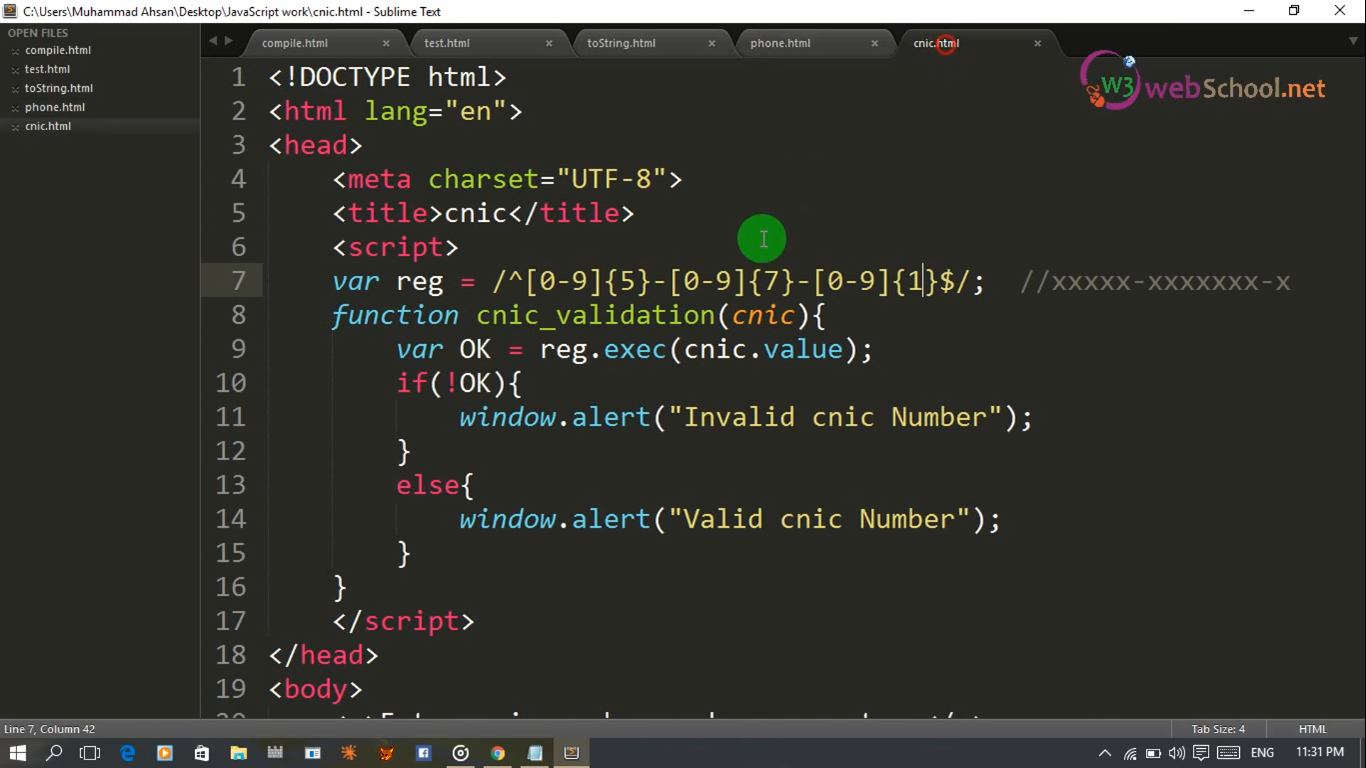 C:\Users\Muhammad Ahsan\Desktop\JavaScript work\cnic.html - Sublime Text
OPEN FILES
compile.html
test.html
toString.html
phone.html
cnic.html
compile.html
test.html
toString.html
phone.html
cnic.html
W3webSchool.net
1 <!DOCTYPE html>
2 <html lang="en">
3 <head>
4 <meta charset="UTF-8">
5 <title>cnic</title>
6 <script>
7 var reg = /^[0-9]{5}-[0-9]{7}-[0-9]{1}$/; //xxxxx-xxxxxxx-x
8 function cnic_validation(cnic){
9 var OK = reg.exec(cnic.value);
10 if(!OK){
11 window.alert("Invalid cnic Number");
12 }
13 else{
14 window.alert("Valid cnic Number");
15 }
16 }
17 </script>
18 </head>
19 <body>
Line 7, Column 42
Tab Size: 4
HTML
ENG
11:31 PM